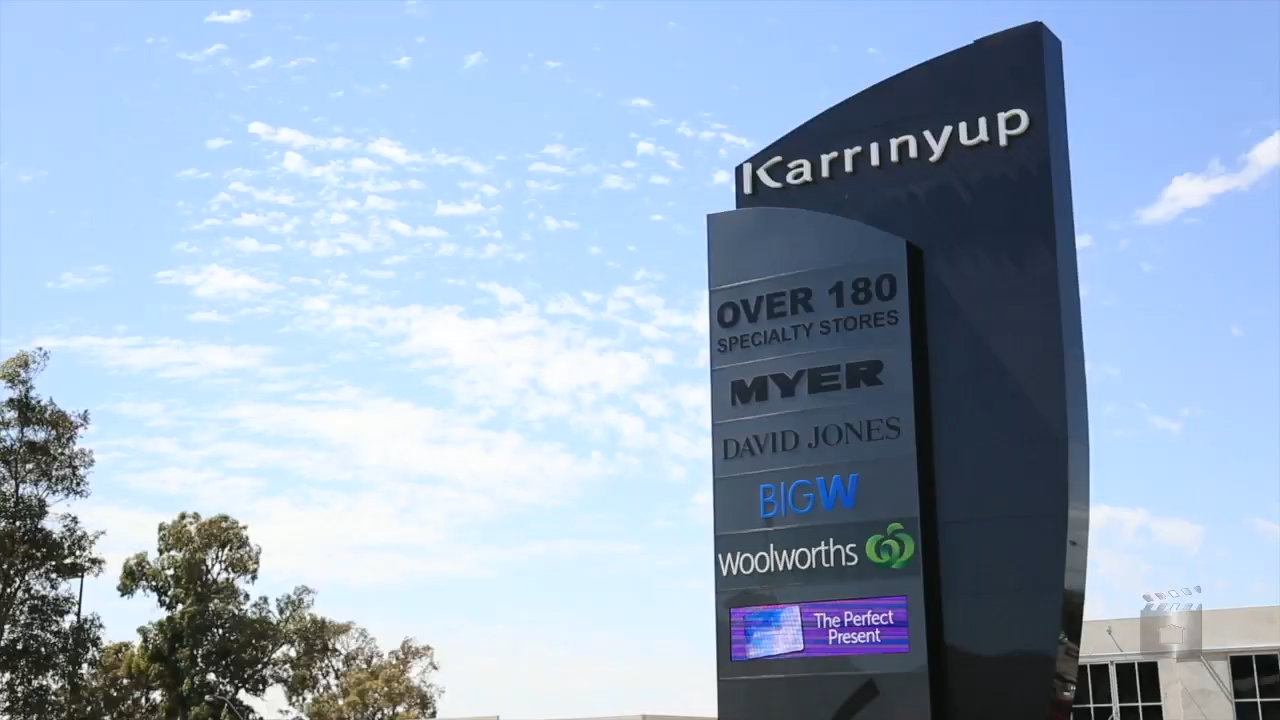 Karrinyup
OVER 180
SPECIALTY STORES
MYER
DAVID JONES
BIGW
woolworths
The Perfect
Present